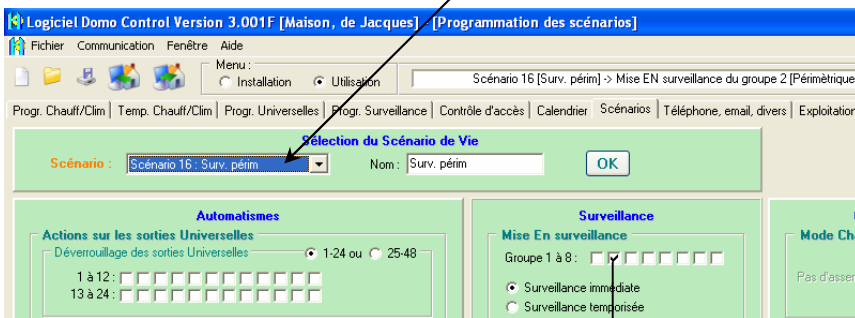 Logiciel Domo Control Version 3.001F [Maison, de Jacques] - [Programmation des scénarios]
Fichier Communication Fenêtre Aide
Menu :
Installation Utilisation
Scénario 16 [Surv. périm] -> Mise EN surveillance du groupe 2 [Périmètrique
Progr. Chauff/Clim Temp. Chauff/Clim Progr. Universelles Progr. Surveillance Contrôle d'accès Calendrier Scénarios Téléphone, email, divers Exploitation
Sélection du Scénario de Vie
Scénario : Scénario 16 : Surv. périm Nom : Surv. périm OK
Automatismes
Actions sur les sorties Universelles
Déverrouillage des sorties Universelles 1-24 ou 25-48
1 à 12 :
13 à 24 :
Surveillance
Mise En surveillance
Groupe 1 à 8 :
Surveillance immédiate
Surveillance temporisée
Mode Ch
Pas d'asser